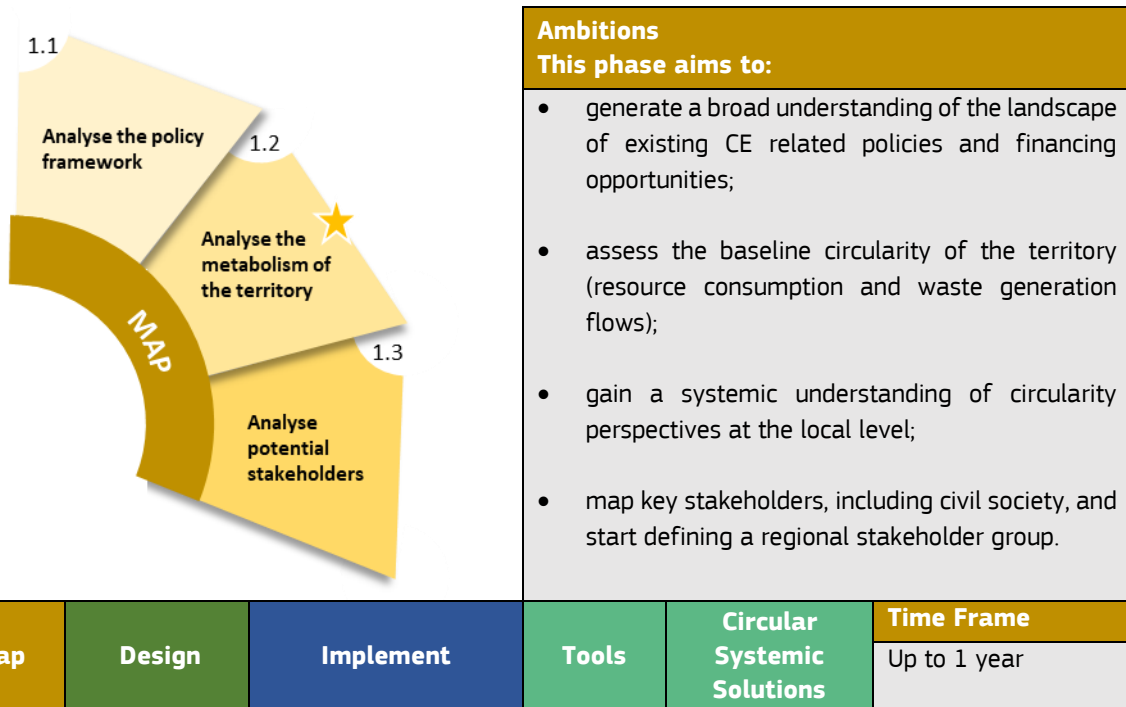 1.1
Analyse the policy
framework
1.2
Analyse the
metabolism of
the territory
MAP
1.3
Analyse
potential
stakeholders
Ambitions
This phase aims to:
• generate a broad understanding of the landscape
of existing CE related policies and financing
opportunities;
• assess the baseline circularity of the territory
(resource consumption and waste generation
flows);
• gain a systemic understanding of circularity
perspectives at the local level;
• map key stakeholders, including civil society, and
start defining a regional stakeholder group.
ap
Design
Implement
Tools
Circular
Systemic
Solutions
Time Frame
Up to 1 year